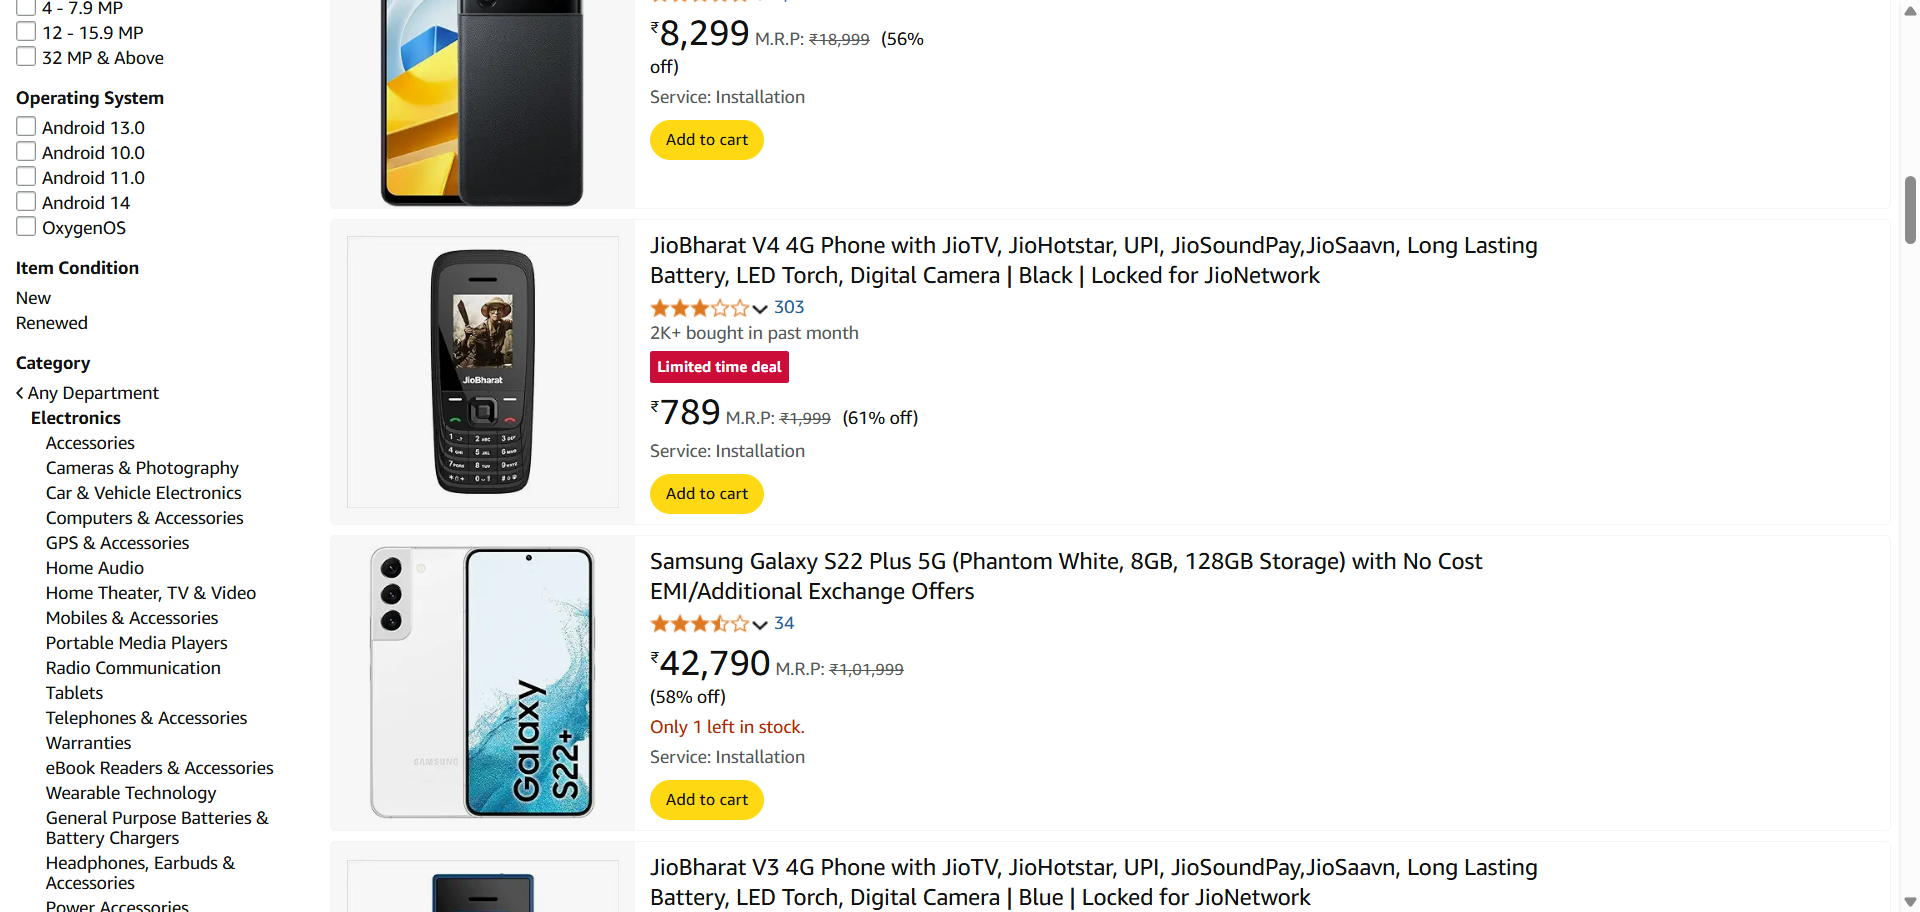 4 - 7.9 MP
12 - 15.9 MP
32 MP & Above
Operating System
Android 13.0
Android 10.0
Android 11.0
Android 14
OxygenOS
Item Condition
New
Renewed
Category
Any Department
Electronics
Accessories
Cameras & Photography
Car & Vehicle Electronics
Computers & Accessories
GPS & Accessories
Home Audio
Home Theater, TV & Video
Mobiles & Accessories
Portable Media Players
Radio Communication
Tablets
Telephones & Accessories
Warranties
eBook Readers & Accessories
Wearable Technology
General Purpose Batteries &
Battery Chargers
Headphones, Earbuds &
Accessories
Power Accessories
₹8,299 M.R.P: ₹18,999 (56%
off)
Service: Installation
Add to cart
JioBharat
JioBharat V4 4G Phone with JioTV, JioHotstar, UPI, JioSoundPay,JioSaavn, Long Lasting
Battery, LED Torch, Digital Camera | Black | Locked for JioNetwork
303
2K+ bought in past month
Limited time deal
₹789 M.R.P: ₹1,999 (61% off)
Service: Installation
Add to cart
SAMSUNG
Galaxy
S22+
Samsung Galaxy S22 Plus 5G (Phantom White, 8GB, 128GB Storage) with No Cost
EMI/Additional Exchange Offers
34
₹42,790 M.R.P: ₹1,01,999
(58% off)
Only 1 left in stock.
Service: Installation
Add to cart
JioBharat V3 4G Phone with JioTV, JioHotstar, UPI, JioSoundPay,JioSaavn, Long Lasting
Battery, LED Torch, Digital Camera | Blue | Locked for JioNetwork